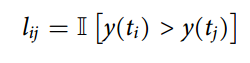 l_{ij} = 𝕀 [y(t_i) > y(t_j)]